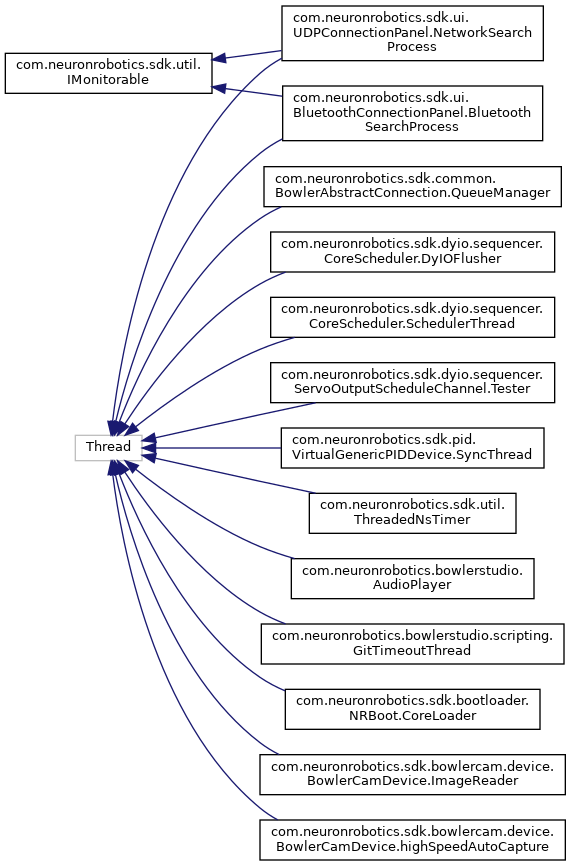 com.neuronrobotics.sdk.ui.
UDPConnectionPanel.NetworkSearch
Process
com.neuronrobotics.sdk.util.
IMonitorable
com.neuronrobotics.sdk.ui.
BluetoothConnectionPanel.Bluetooth
SearchProcess
com.neuronrobotics.sdk.common.
BowlerAbstractConnection.QueueManager
com.neuronrobotics.sdk.dyio.sequencer.
CoreScheduler.DyIOFlusher
com.neuronrobotics.sdk.dyio.sequencer.
CoreScheduler.SchedulerThread
com.neuronrobotics.sdk.dyio.sequencer.
ServoOutputScheduleChannel.Tester
Thread
com.neuronrobotics.sdk.pid.
VirtualGenericPIDDevice.SyncThread
com.neuronrobotics.sdk.util.
ThreadedNsTimer
com.neuronrobotics.bowlerstudio.
AudioPlayer
com.neuronrobotics.bowlerstudio.scripting.
GitTimeoutThread
com.neuronrobotics.sdk.bootloader.
NRBoot.CoreLoader
com.neuronrobotics.sdk.bowlercam.device.
BowlerCamDevice.ImageReader
com.neuronrobotics.sdk.bowlercam.device.
BowlerCamDevice.highSpeedAutoCapture